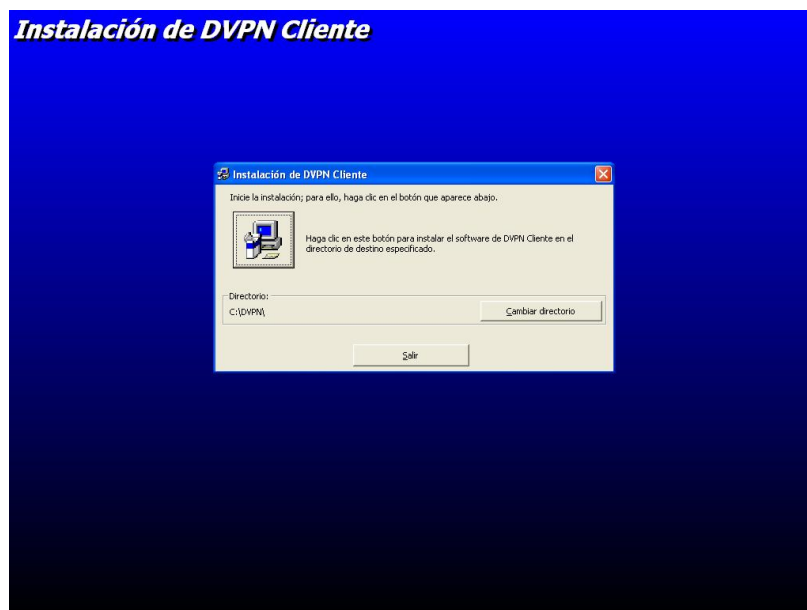 Instalación de DVPN Cliente
Instalación de DVPN Cliente
Inicie la instalación; para ello, haga clic en el botón que aparece abajo.
Haga clic en este botón para instalar el software de DVPN Cliente en el
directorio de destino especificado.
Directorio:
C:\DVPN\
Cambiar directorio
Salir